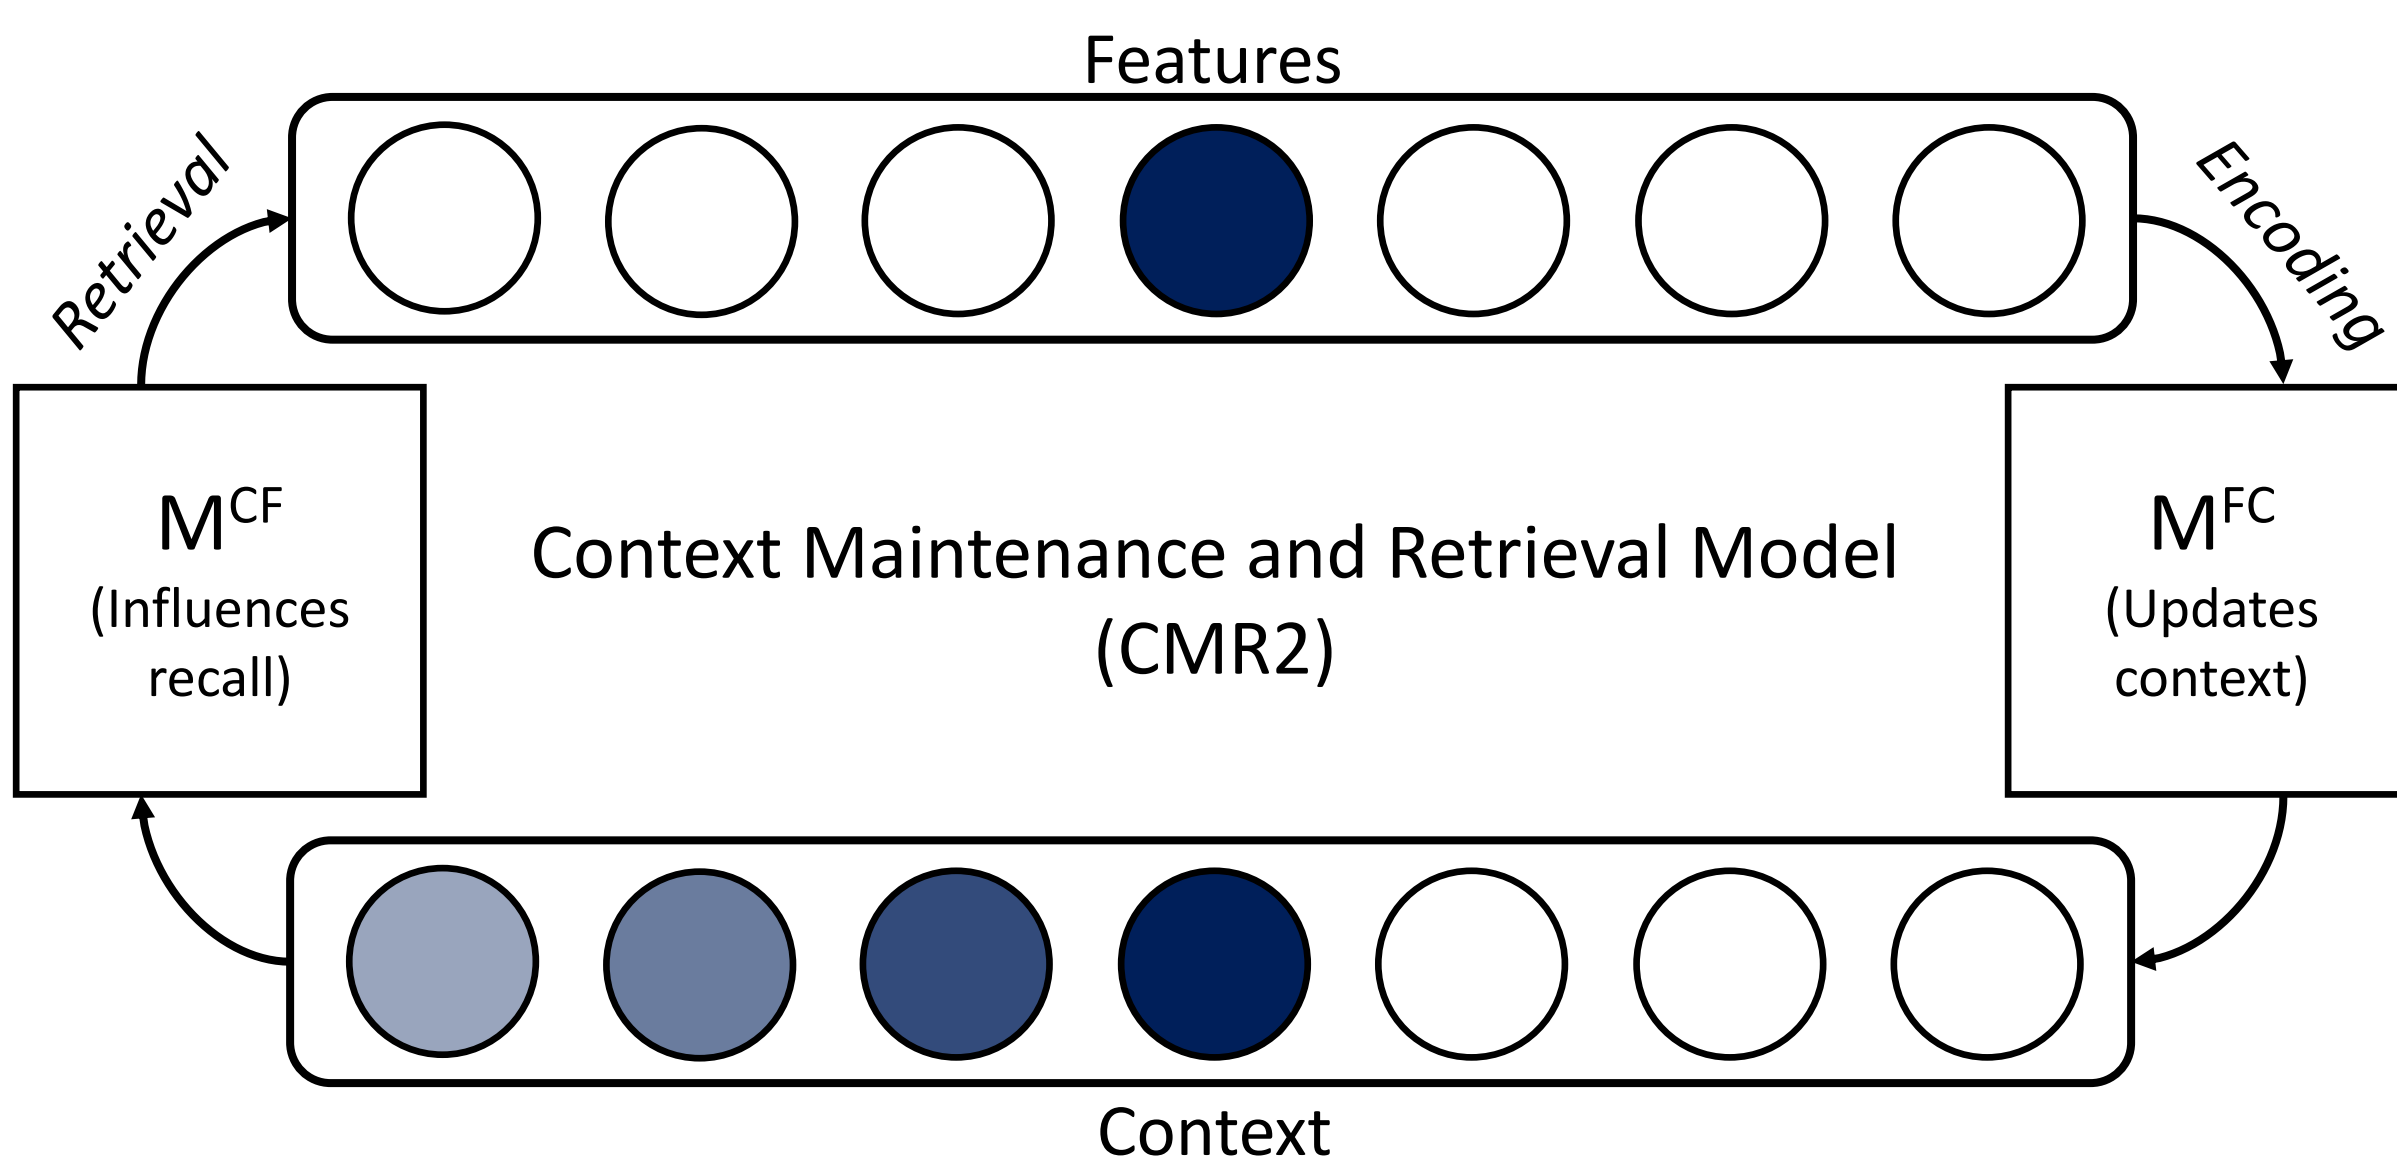 Features
Retrieval
Encoding
M^CF
(Influences
recall)
Context Maintenance and Retrieval Model
(CMR2)
M^FC
(Updates
context)
Context